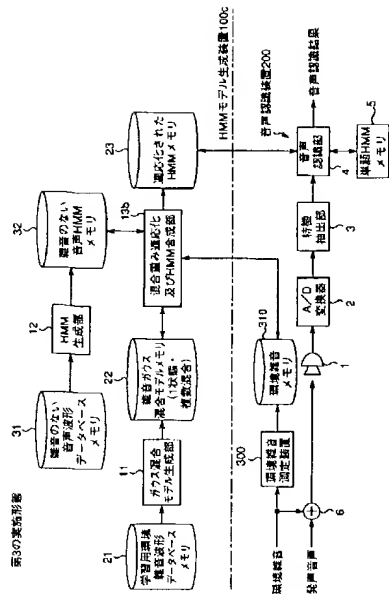 第3の実施形態
31
雑音のない
音声波形
データベース
メモリ
12
HMM
生成部
32
雑音のない
音声HMM
メモリ
21
学習用環境
雑音波形
データベース
メモリ
11
ガウス混合
モデル生成部
22
雑音ガウス
混合モデルメモリ
(1状態・
複数混合)
13b
混合重み適応化
及びHMM合成部
23
適応化された
HMMメモリ
HMMモデル生成装置100c
環境雑音
300
環境雑音
測定装置
310
環境雑音
メモリ
音声認識装置200
発声音声
6
1
2
A/D
変換器
3
特徴
抽出部
4
音声
認識部
音声認識結果
5
単語HMM
メモリ